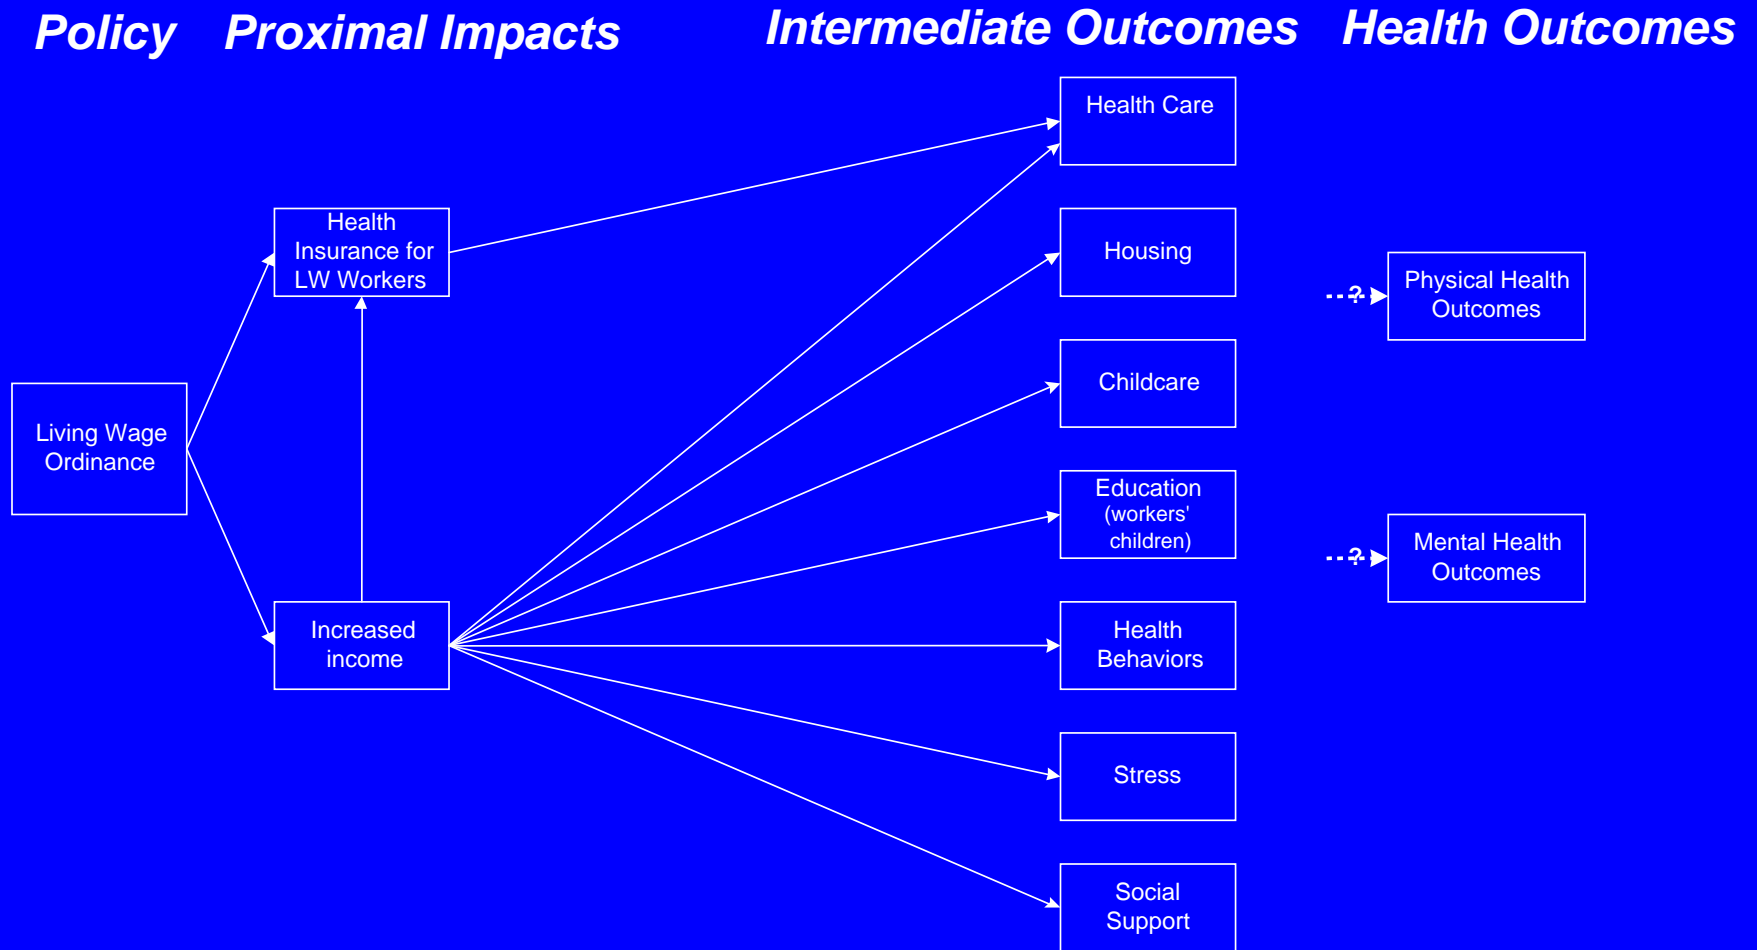 Policy
Proximal Impacts
Intermediate Outcomes
Health Outcomes
Health Care
Health
Insurance for
LW Workers
Housing
Physical Health
Outcomes
?
Childcare
Living Wage
Ordinance
Education
(workers'
children)
?
Mental Health
Outcomes
Increased
income
Health
Behaviors
Stress
Social
Support